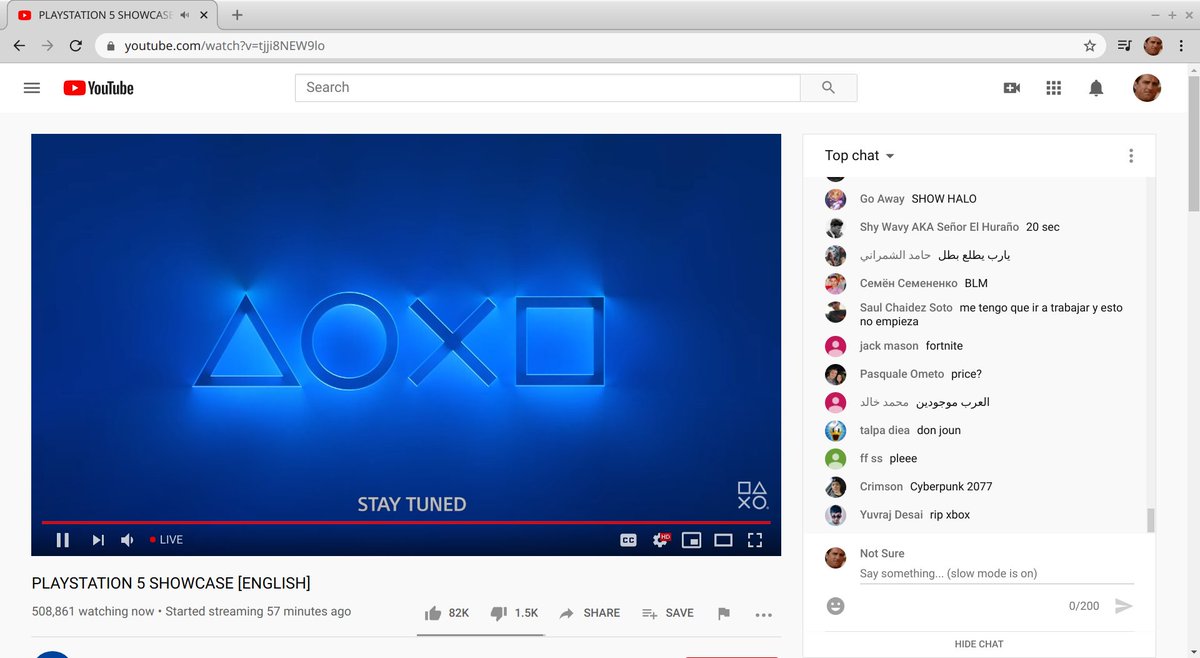 PLAYSTATION 5 SHOWCASE
youtube.com/watch?v=tjji8NEW9lo
YouTube
Search
STAY TUNED
LIVE
CC
HD
PLAYSTATION 5 SHOWCASE [ENGLISH]
508,861 watching now • Started streaming 57 minutes ago
82K
1.5K
SHARE
SAVE
Top chat
Go Away SHOW HALO
Shy Wavy AKA Señor El Huraño 20 sec
حامد الشمراني يارب يطلع بطل
Семён Семененко BLM
Saul Chaidez Soto me tengo que ir a trabajar y esto
no empieza
jack mason fortnite
Pasquale Ometo price?
محمد خالد العرب موجودين
talpa diea don joun
ff ss pleee
Crimson Cyberpunk 2077
Yuvraj Desai rip xbox
Not Sure
Say something... (slow mode is on)
0/200
HIDE CHAT